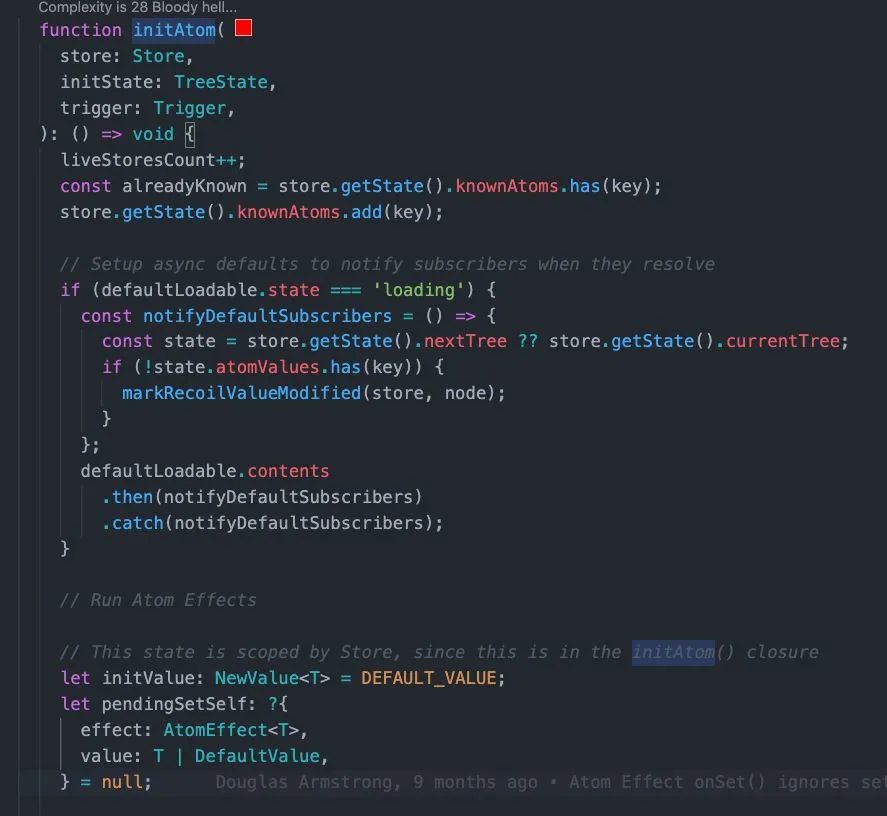 Complexity is 28 Bloody hell...
function initAtom(
  store: Store,
  initState: TreeState,
  trigger: Trigger,
): () => void {
  liveStoresCount++;
  const alreadyKnown = store.getState().knownAtoms.has(key);
  store.getState().knownAtoms.add(key);

  // Setup async defaults to notify subscribers when they resolve
  if (defaultLoadable.state === 'loading') {
    const notifyDefaultSubscribers = () => {
      const state = store.getState().nextTree ?? store.getState().currentTree;
      if (!state.atomValues.has(key)) {
        markRecoilValueModified(store, node);
      }
    };
    defaultLoadable.contents
      .then(notifyDefaultSubscribers)
      .catch(notifyDefaultSubscribers);
  }

  // Run Atom Effects

  // This state is scoped by Store, since this is in the initAtom() closure
  let initValue: NewValue<T> = DEFAULT_VALUE;
  let pendingSetSelf: ?{
    effect: AtomEffect<T>,
    value: T | DefaultValue,
  } = null; Douglas Armstrong, 9 months ago • Atom Effect onSet() ignores set